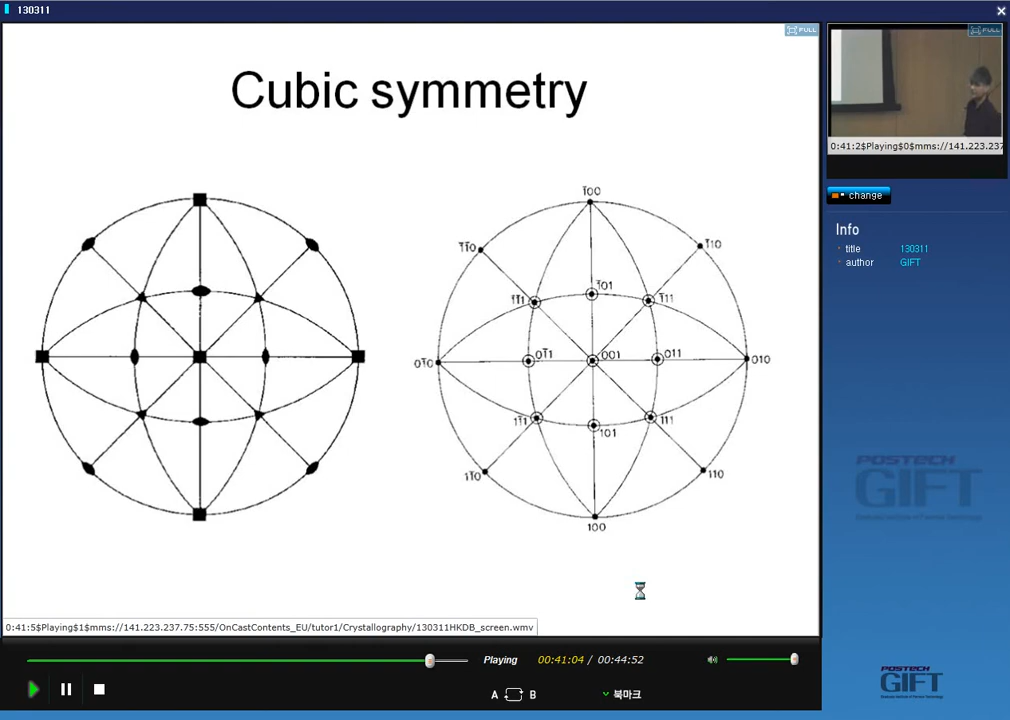 130311
FULL
FULL
Cubic symmetry
0:41:2$Playing$0$mms://141.223.237
change
Info
title 130311
author GIFT
1̅00
1̅1̅0
1̅10
1̅01
1̅1̅1
1̅11
01̅0
01̅1
001
011
010
11̅1
101
111
11̅0
110
100
POSTECH
GIFT
0:41:5$Playing$1$mms://141.223.237.75:555/OnCastContents_EU/tutor1/Crystallography/130311HKDB_screen.wmv
Playing 00:41:04 / 00:44:52
A B 북마크
POSTECH
GIFT